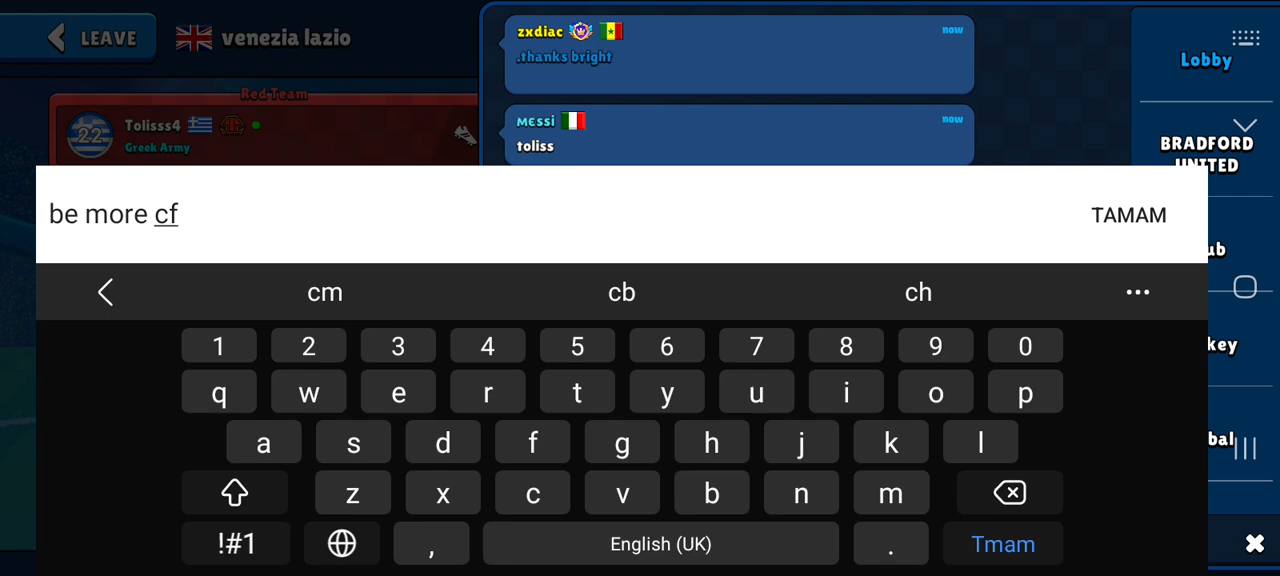 LEAVE
venezia lazio
Red Team
22
Tolisss4
Greek Army
zxdiac
now
.thanks bright
MESSI
now
toliss
Lobby
BRADFORD
UNITED
ub
key
bal
be more cf
TAMAM
cm cb ch
1 2 3 4 5 6 7 8 9 0
q w e r t y u i o p
a s d f g h j k l
z x c v b n m
!#1 , English (UK) . Tmam